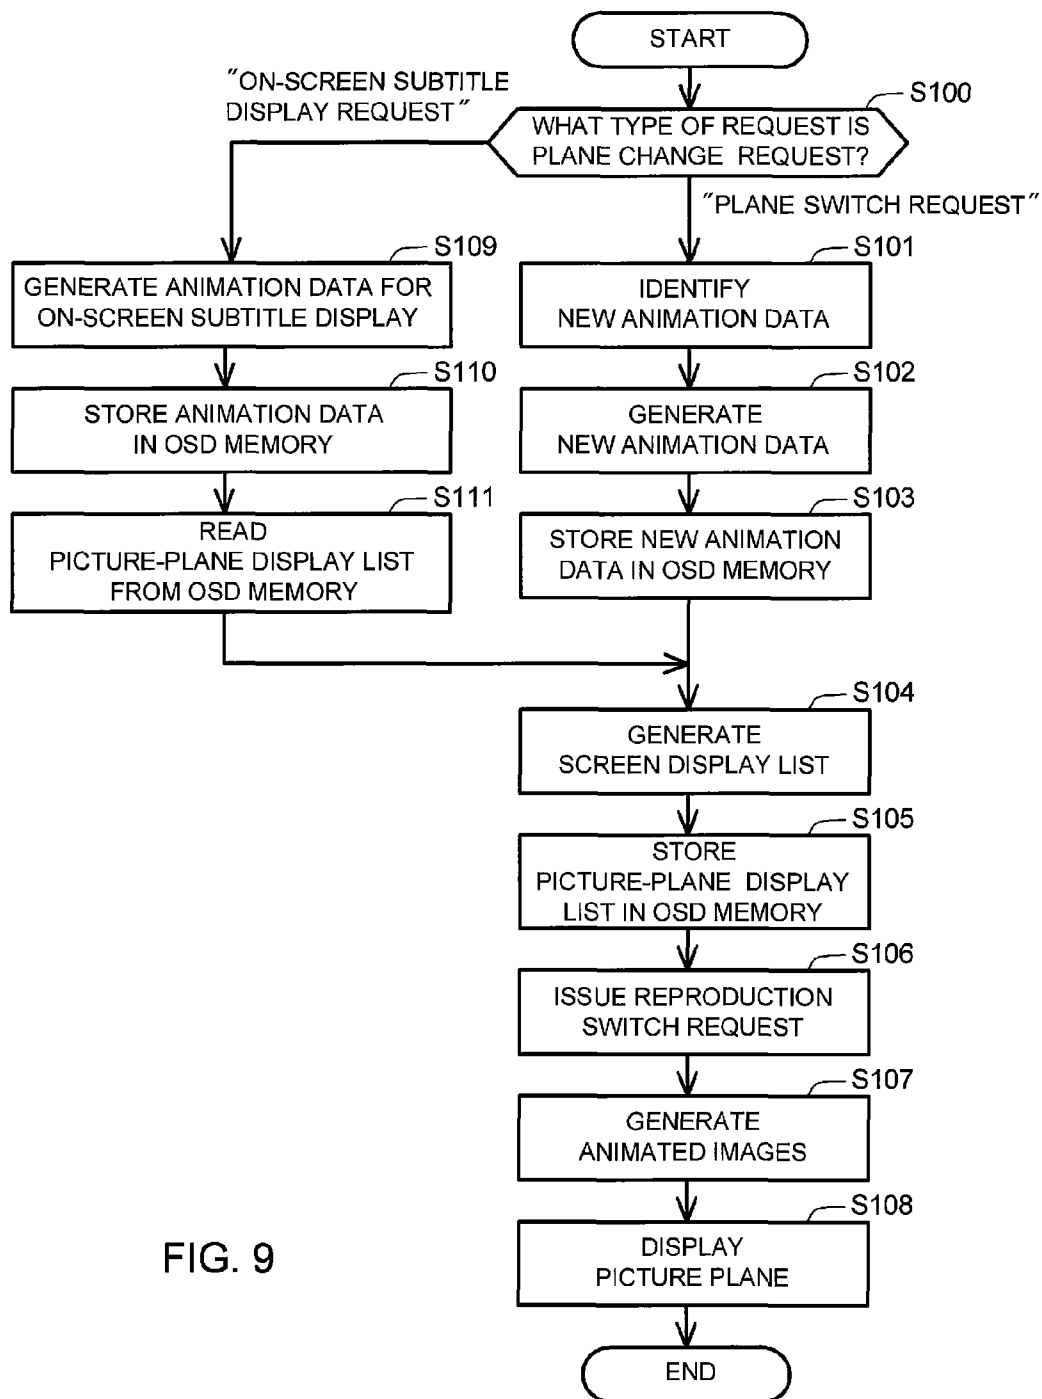 START
"ON-SCREEN SUBTITLE
DISPLAY REQUEST"
S100
WHAT TYPE OF REQUEST IS
PLANE CHANGE REQUEST?
"PLANE SWITCH REQUEST"
S109
GENERATE ANIMATION DATA FOR
ON-SCREEN SUBTITLE DISPLAY
S101
IDENTIFY
NEW ANIMATION DATA
S110
STORE ANIMATION DATA
IN OSD MEMORY
S102
GENERATE
NEW ANIMATION DATA
S111
READ
PICTURE-PLANE DISPLAY LIST
FROM OSD MEMORY
S103
STORE NEW ANIMATION
DATA IN OSD MEMORY
S104
GENERATE
SCREEN DISPLAY LIST
S105
STORE
PICTURE-PLANE DISPLAY
LIST IN OSD MEMORY
S106
ISSUE REPRODUCTION
SWITCH REQUEST
S107
GENERATE
ANIMATED IMAGES
S108
DISPLAY
PICTURE PLANE
END
FIG. 9